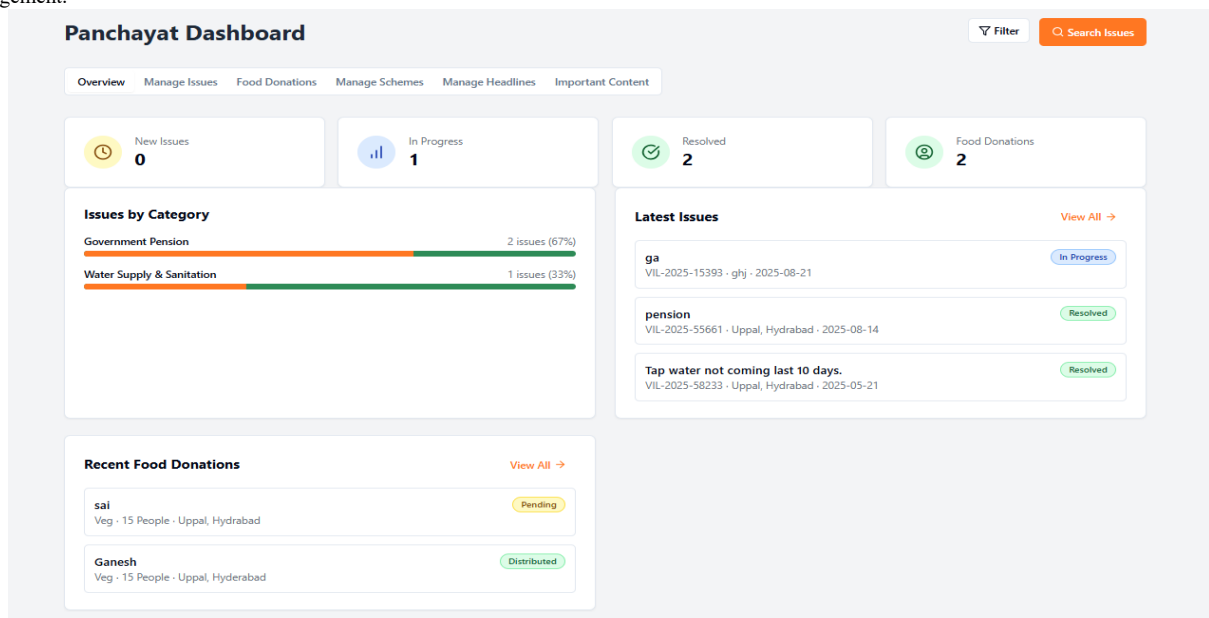 gement.
Panchayat Dashboard
Filter
Search Issues
Overview Manage Issues Food Donations Manage Schemes Manage Headlines Important Content
New Issues
0
In Progress
1
Resolved
2
Food Donations
2
Issues by Category
Government Pension 2 issues (67%)
Water Supply & Sanitation 1 issues (33%)
Latest Issues View All →
ga In Progress
VIL-2025-15393 · ghj · 2025-08-21
pension Resolved
VIL-2025-55661 · Uppal, Hydrabad · 2025-08-14
Tap water not coming last 10 days. Resolved
VIL-2025-58233 · Uppal, Hydrabad · 2025-05-21
Recent Food Donations View All →
sai Pending
Veg · 15 People · Uppal, Hydrabad
Ganesh Distributed
Veg · 15 People · Uppal, Hyderabad